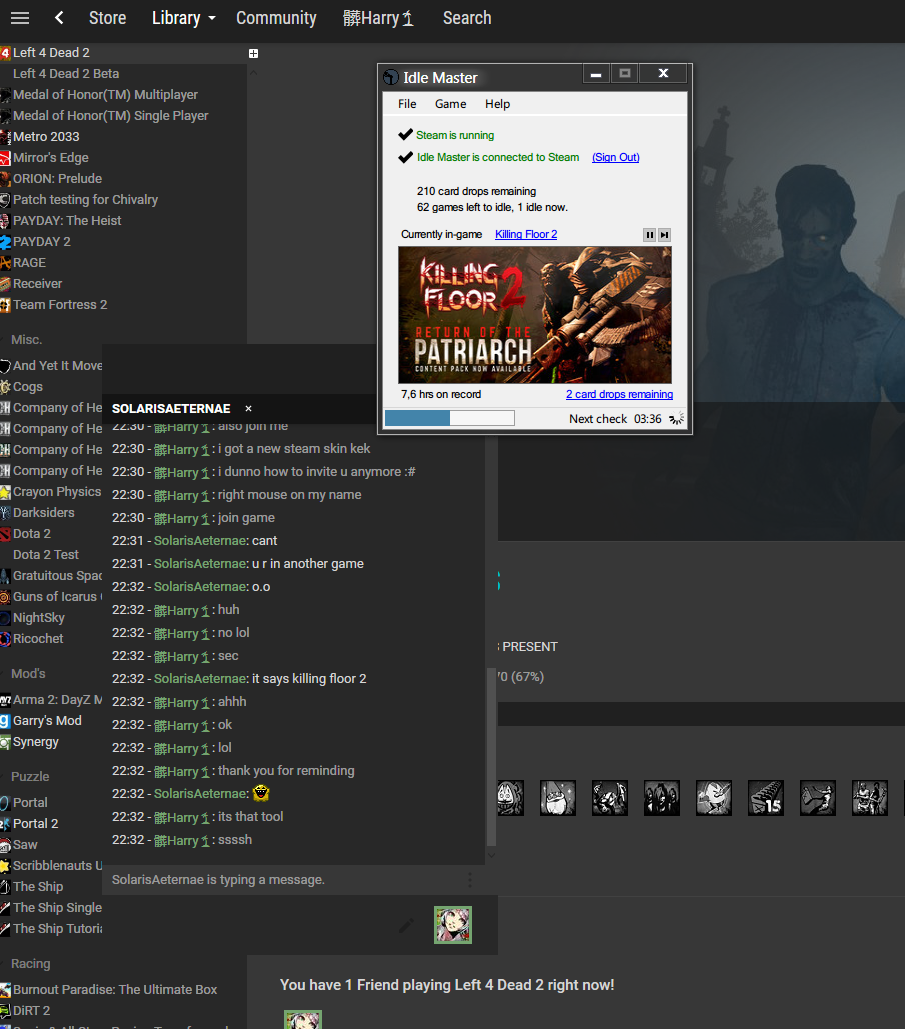 Store
Library
Community
髒Harry⺅
Search
Left 4 Dead 2
Left 4 Dead 2 Beta
Medal of Honor(TM) Multiplayer
Medal of Honor(TM) Single Player
Metro 2033
Mirror's Edge
ORION: Prelude
Patch testing for Chivalry
PAYDAY: The Heist
PAYDAY 2
RAGE
Receiver
Team Fortress 2
Misc.
And Yet It Move
Cogs
Company of He
Company of He
Company of He
Company of He
Crayon Physics
Darksiders
Dota 2
Dota 2 Test
Gratuitous Spac
Guns of Icarus
NightSky
Ricochet
Mod's
Arma 2: DayZ M
Garry's Mod
Synergy
Puzzle
Portal
Portal 2
Saw
Scribblenauts U
The Ship
The Ship Single
The Ship Tutoria
Racing
Burnout Paradise: The Ultimate Box
DiRT 2
Idle Master
File Game Help
Steam is running
Idle Master is connected to Steam (Sign Out)
210 card drops remaining
62 games left to idle, 1 idle now.
Currently in-game Killing Floor 2
KILLING
FLOOR 2
RETURN OF THE
PATRIARCH
CONTENT PACK NOW AVAILABLE
7,6 hrs on record 2 card drops remaining
Next check 03:36
SOLARISAETERNAE ×
22:30 - 髒Harry: also join me
22:30 - 髒Harry: i got a new steam skin kek
22:30 - 髒Harry: i dunno how to invite u anymore :#
22:30 - 髒Harry: right mouse on my name
22:30 - 髒Harry: join game
22:31 - SolarisAeternae: cant
22:31 - SolarisAeternae: u r in another game
22:32 - SolarisAeternae: o.o
22:32 - 髒Harry: huh
22:32 - 髒Harry: no lol
22:32 - 髒Harry: sec
22:32 - SolarisAeternae: it says killing floor 2
22:32 - 髒Harry: ahhh
22:32 - 髒Harry: ok
22:32 - 髒Harry: lol
22:32 - 髒Harry: thank you for reminding
22:32 - SolarisAeternae:
22:32 - 髒Harry: its that tool
22:32 - 髒Harry: ssssh
SolarisAeternae is typing a message.
PRESENT
70 (67%)
15
You have 1 Friend playing Left 4 Dead 2 right now!